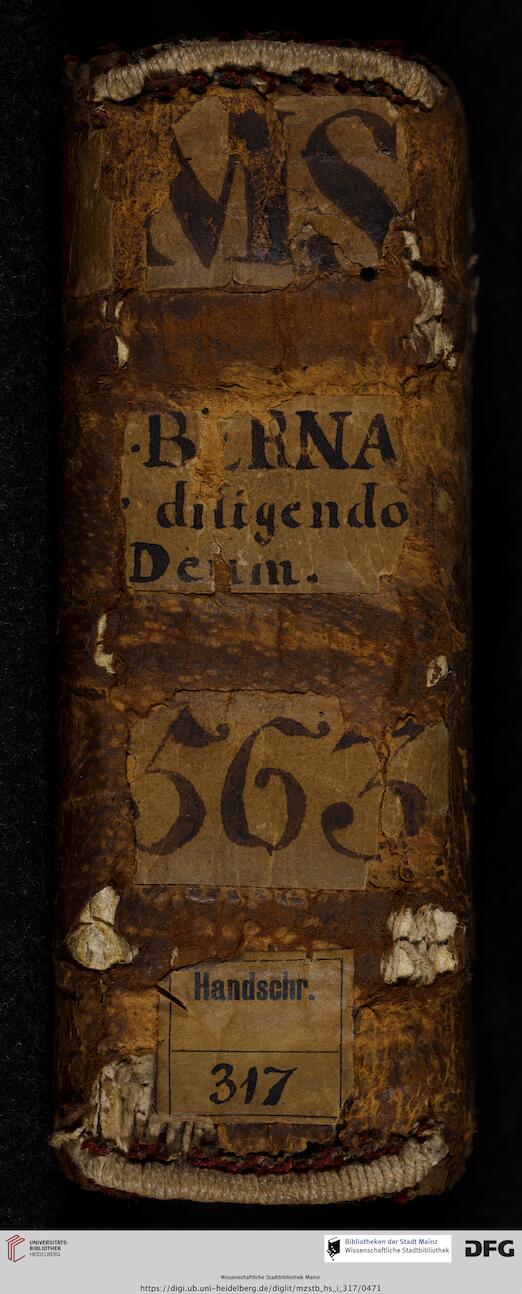 MS
BERNA
diligendo
Deum.
563
Handschr.
317
UNIVERSITÄTS-
BIBLIOTHEK
HEIDELBERG
Bibliotheken der Stadt Mainz
Wissenschaftliche Stadtbibliothek
DFG
Wissenschaftliche Stadtbibliothek Mainz
https://digi.ub.uni-heidelberg.de/diglit/mzstb_hs_i_317/0471